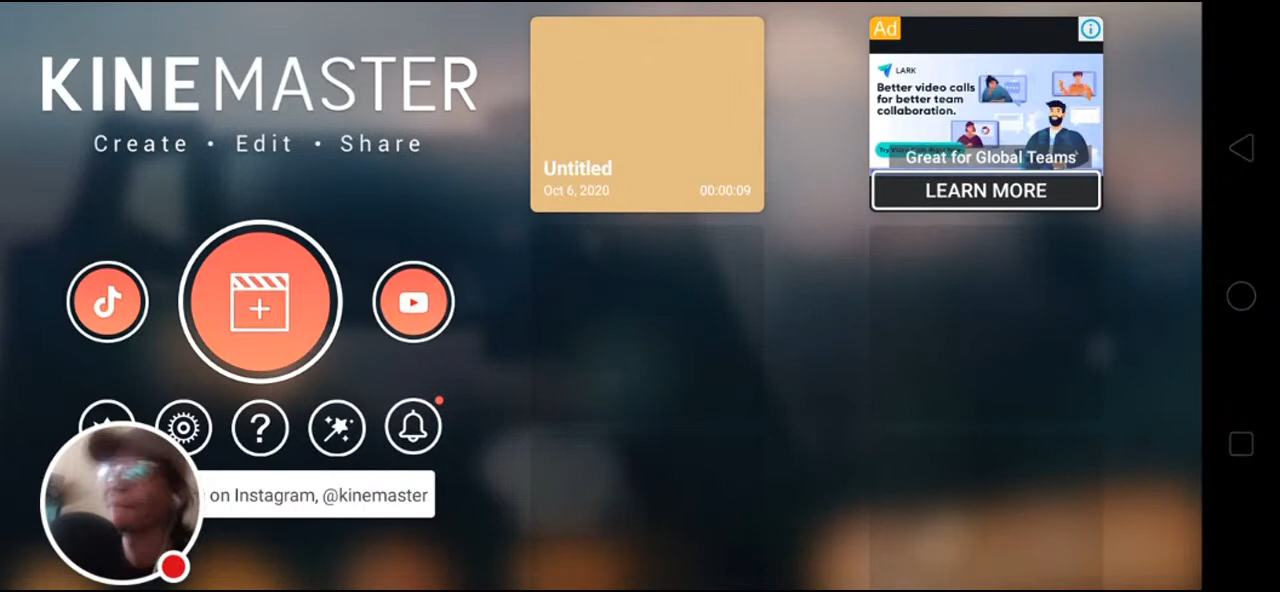 KINEMASTER
Create • Edit • Share
Untitled
Oct 6, 2020
00:00:09
Ad
LARK
Better video calls
for better team
collaboration.
Great for Global Teams
LEARN MORE
?
on Instagram, @kinemaster